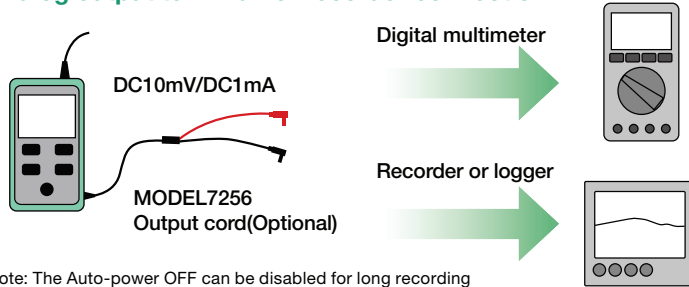 Digital multimeter
DC10mV/DC1mA
Recorder or logger
MODEL7256
Output cord(Optional)
ote: The Auto-power OFF can be disabled for long recording